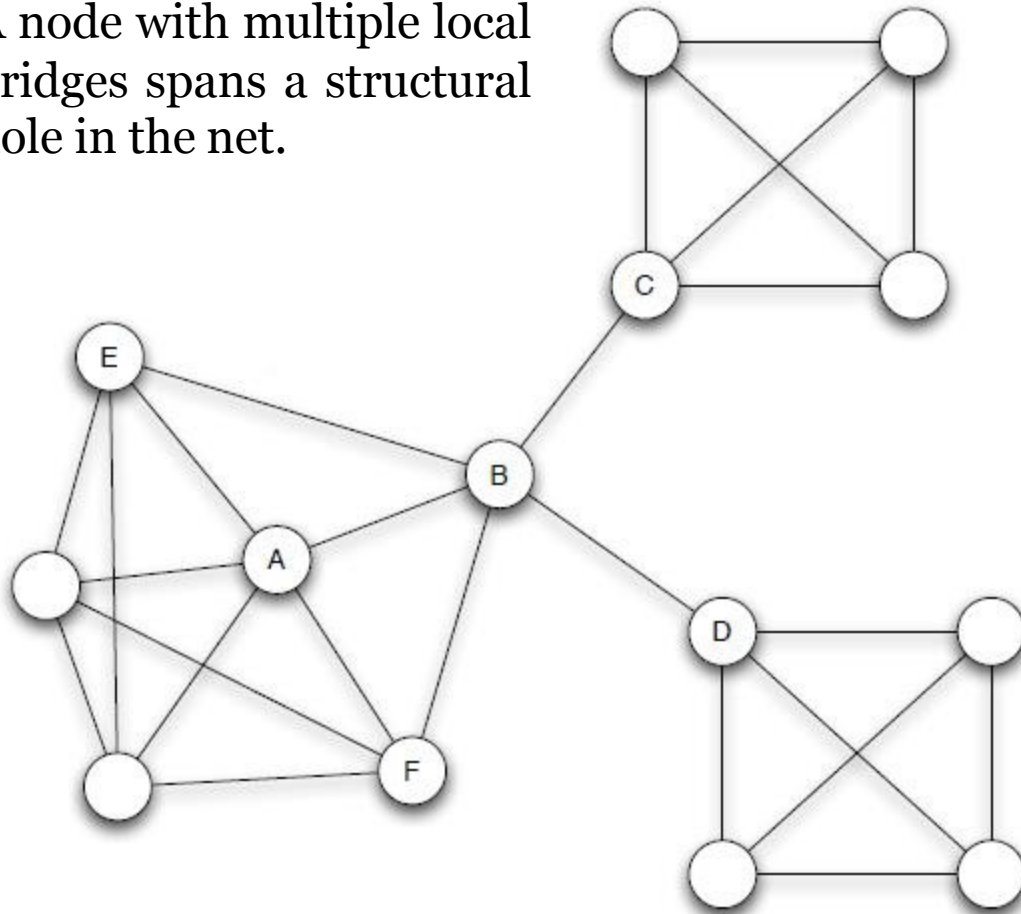 A node with multiple local
ridges spans a structural
ole in the net.
C
E
B
A
D
F